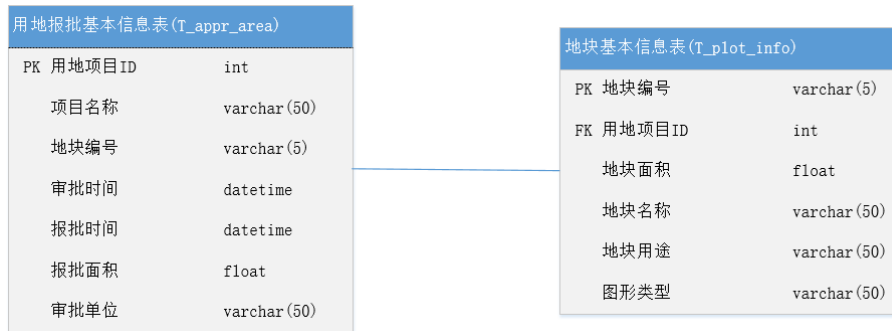 用地报批基本信息表(T_appr_area)
PK 用地项目ID int
项目名称 varchar(50)
地块编号 varchar(5)
审批时间 datetime
报批时间 datetime
报批面积 float
审批单位 varchar(50)
地块基本信息表(T_plot_info)
PK 地块编号 varchar(5)
FK 用地项目ID int
地块面积 float
地块名称 varchar(50)
地块用途 varchar(50)
图形类型 varchar(50)